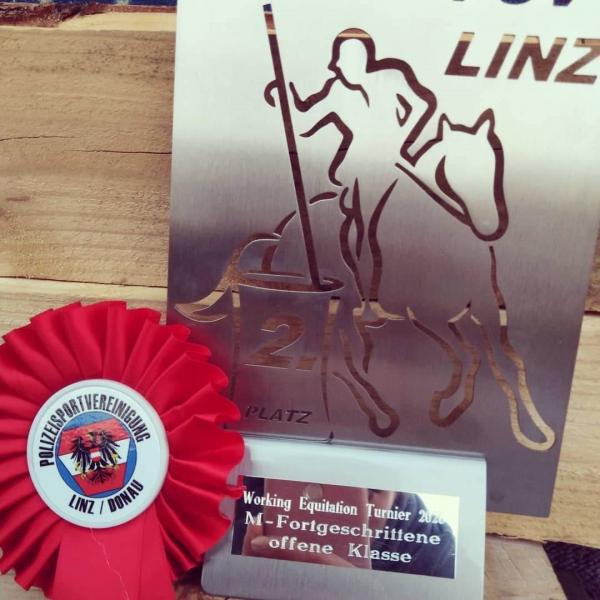 LINZ
2.
PLATZ
POLIZEISPORTVEREINIGUNG
LINZ / DONAU
Working Equitation Turnier
M-Fortgeschrittene
offene Klasse